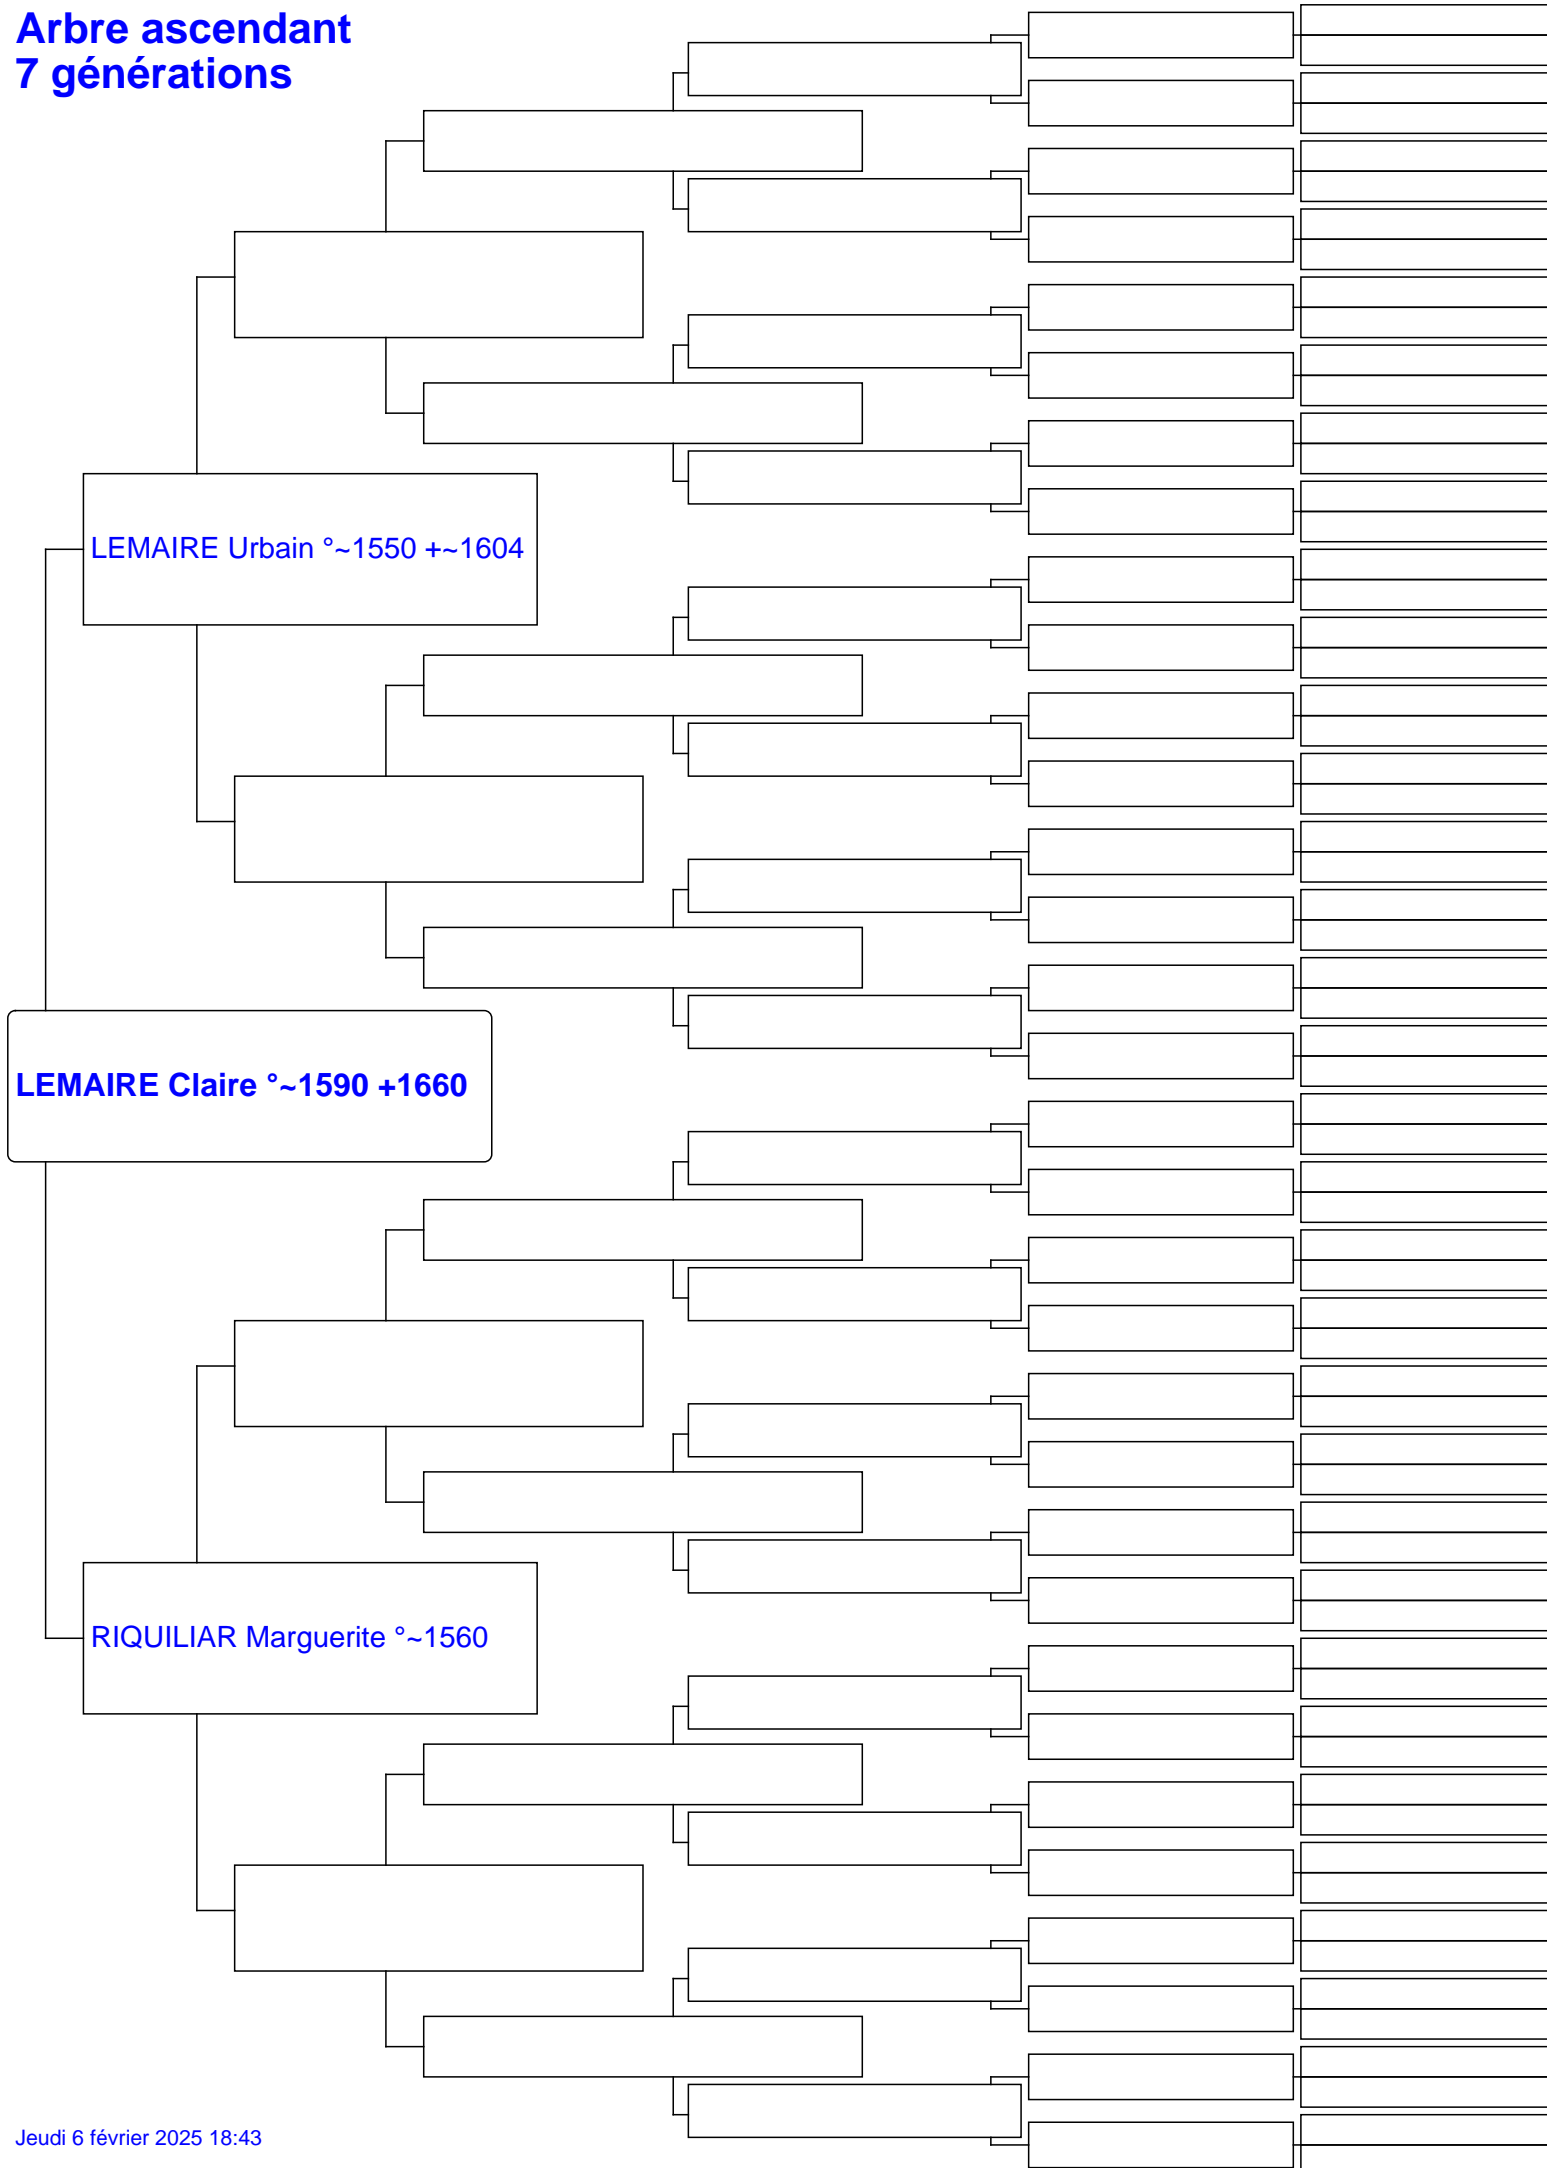 Arbre ascendant
7 générations
LEMAIRE Urbain °~1550 +~1604
LEMAIRE Claire °~1590 +1660
RIQUILIAR Marguerite °~1560
Jeudi 6 février 2025 18:43